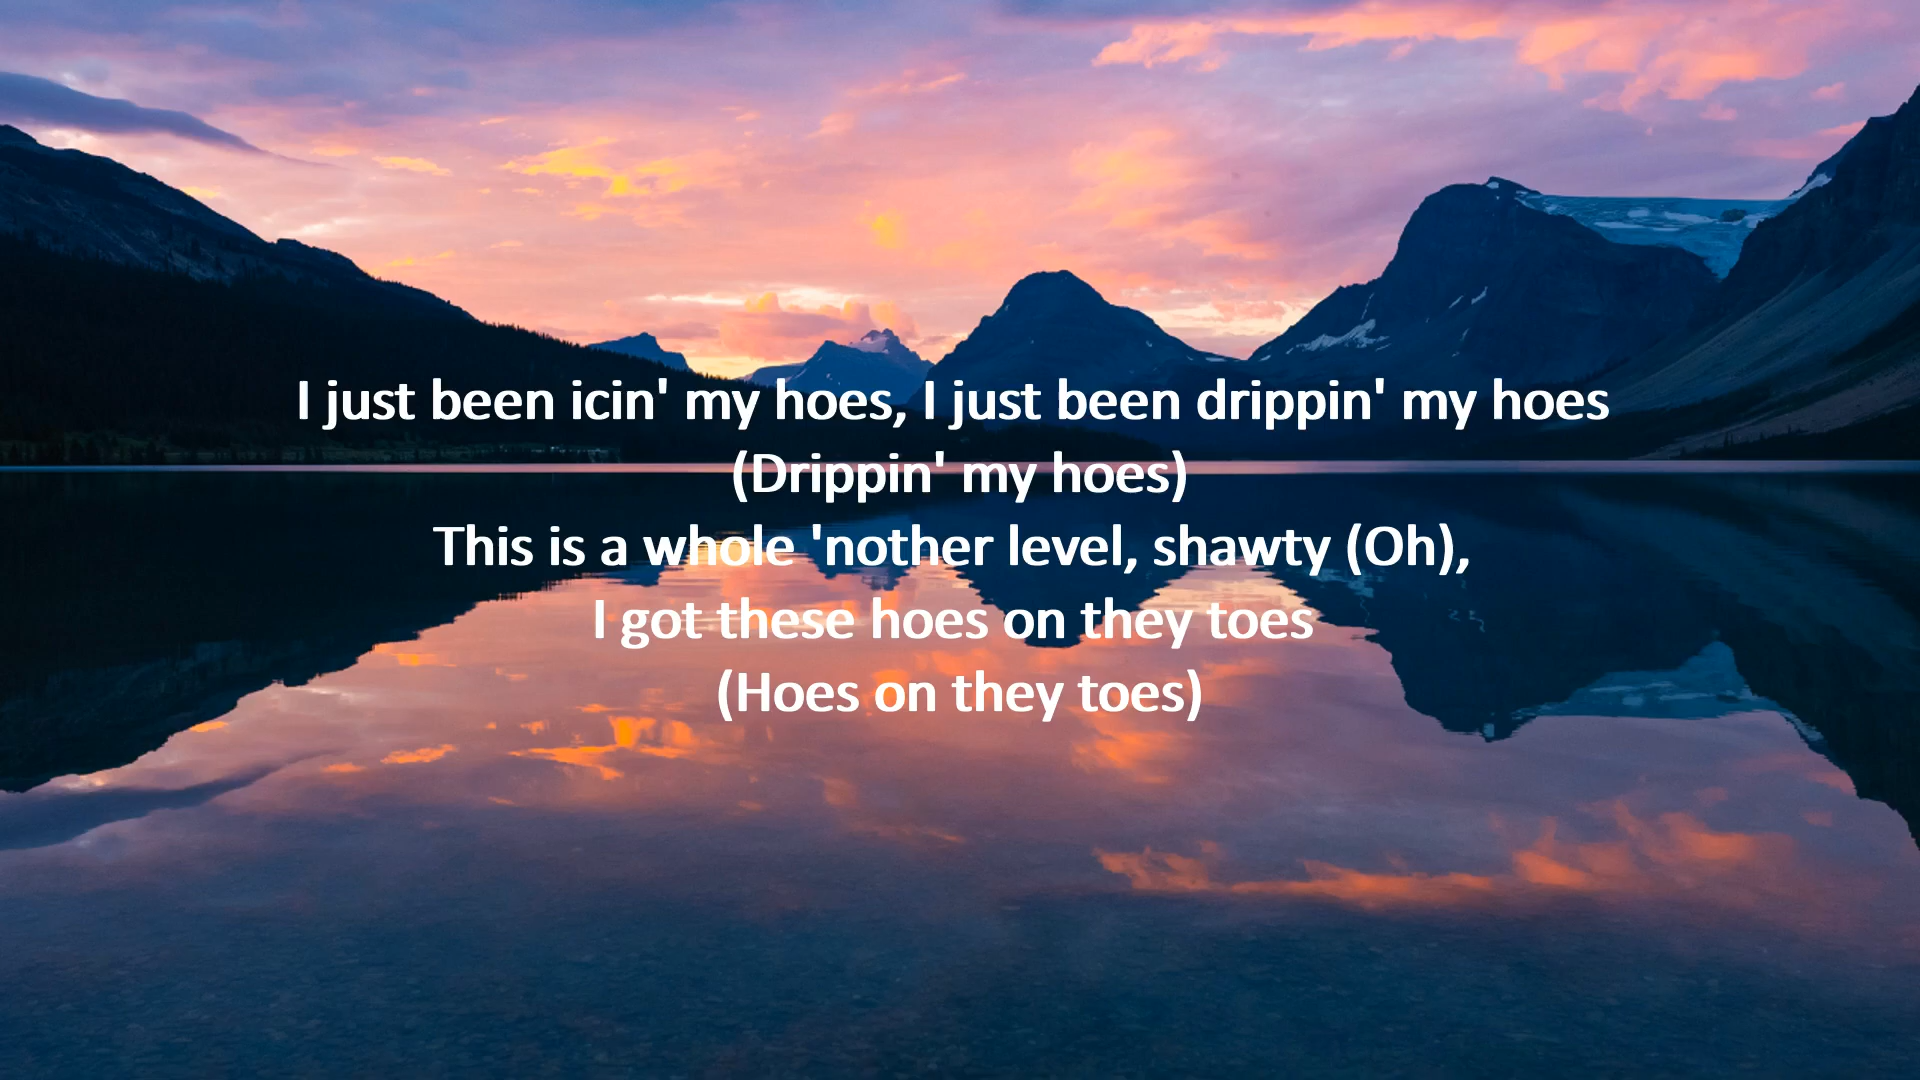 I just been icin' my hoes, I just been drippin' my hoes
(Drippin' my hoes)
This is a whole 'nother level, shawty (Oh),
I got these hoes on they toes
(Hoes on they toes)